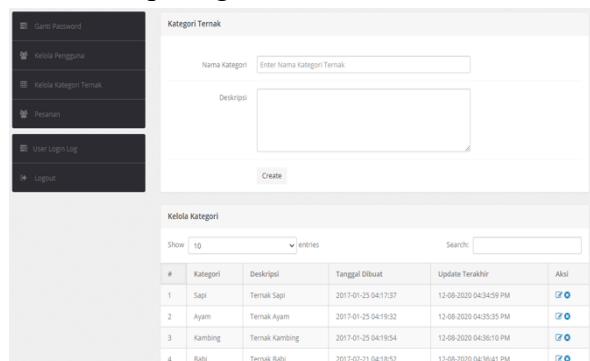 Ganti Password
Kelola Pengguna
Kelola Kategori Ternak
Pesanan
User Login Log
Logout
Kategori Ternak
Nama Kategori Enter Nama Kategori Ternak
Deskripsi
Create
Kelola Kategori
Show 10 entries Search:
# Kategori Deskripsi Tanggal Dibuat Update Terakhir Aksi
1 Sapi Ternak Sapi 2017-01-25 04:17:37 12-08-2020 04:34:59 PM
2 Ayam Ternak Ayam 2017-01-25 04:19:32 12-08-2020 04:35:35 PM
3 Kambing Ternak Kambing 2017-01-25 04:19:54 12-08-2020 04:36:10 PM
4 Babi Ternak Babi 2017-02-21 04:18:52 12-08-2020 04:36:41 PM